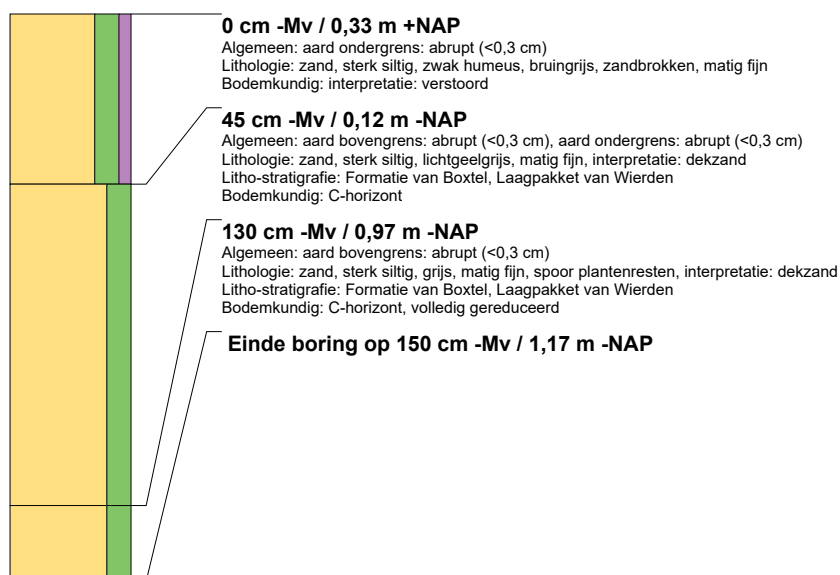 0 cm -Mv / 0,33 m +NAP
Algemeen: aard ondergrens: abrupt (<0,3 cm)
Lithologie: zand, sterk siltig, zwak humeus, bruingrijs, zandbrokken, matig fijn
Bodemkundig: interpretatie: verstoord
45 cm -Mv / 0,12 m -NAP
Algemeen: aard bovengrens: abrupt (<0,3 cm), aard ondergrens: abrupt (<0,3 cm)
Lithologie: zand, sterk siltig, lichtgeelgrijs, matig fijn, interpretatie: dekzand
Litho-stratigrafie: Formatie van Boxtel, Laagpakket van Wierden
Bodemkundig: C-horizont
130 cm -Mv / 0,97 m -NAP
Algemeen: aard bovengrens: abrupt (<0,3 cm)
Lithologie: zand, sterk siltig, grijs, matig fijn, spoor plantenresten, interpretatie: dekzand
Litho-stratigrafie: Formatie van Boxtel, Laagpakket van Wierden
Bodemkundig: C-horizont, volledig gereduceerd
Einde boring op 150 cm -Mv / 1,17 m -NAP